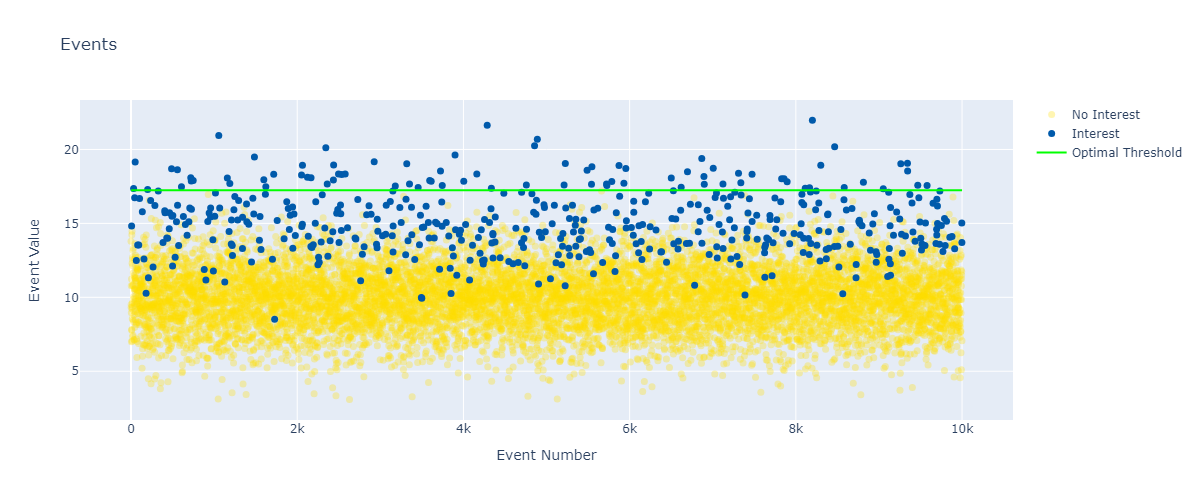 Events
No Interest
Interest
Optimal Threshold
20
15
10
5
Event Value
0
2k
4k
6k
8k
10k
Event Number